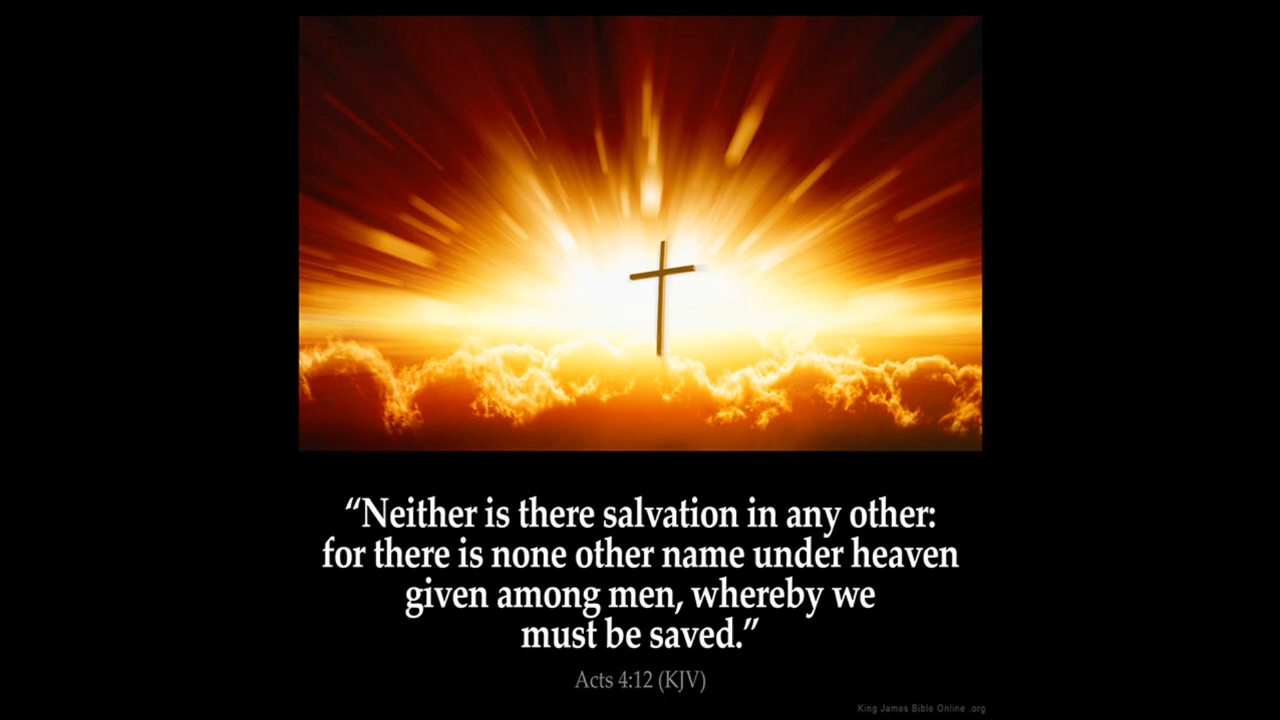 “Neither is there salvation in any other:
for there is none other name under heaven
given among men, whereby we
must be saved.”
Acts 4:12 (KJV)
King James Bible Online .org